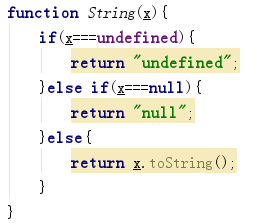 function String(x){
if(x===undefined){
return "undefined";
}else if(x===null){
return "null";
}else{
return x.toString();
}
}